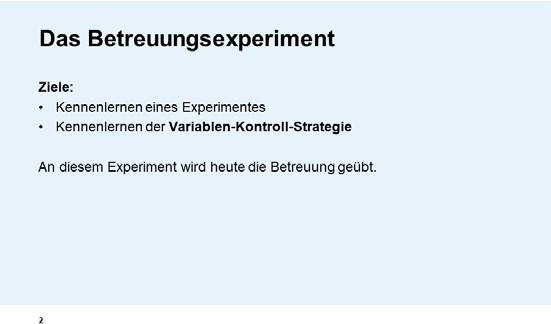 Das Betreuungsexperiment
Ziele:
• Kennenlernen eines Experimentes
• Kennenlernen der Variablen-Kontroll-Strategie
An diesem Experiment wird heute die Betreuung geübt.
2